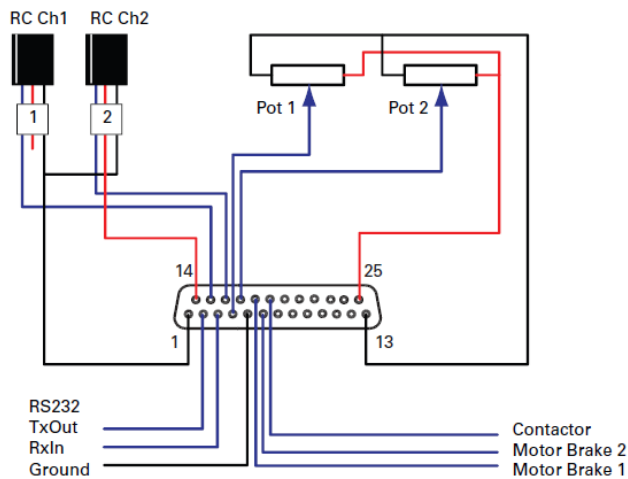 RC Ch1 RC Ch2
1 2
Pot 1 Pot 2
14 25
1 13
RS232
TxOut
RxIn
Ground
Contactor
Motor Brake 2
Motor Brake 1